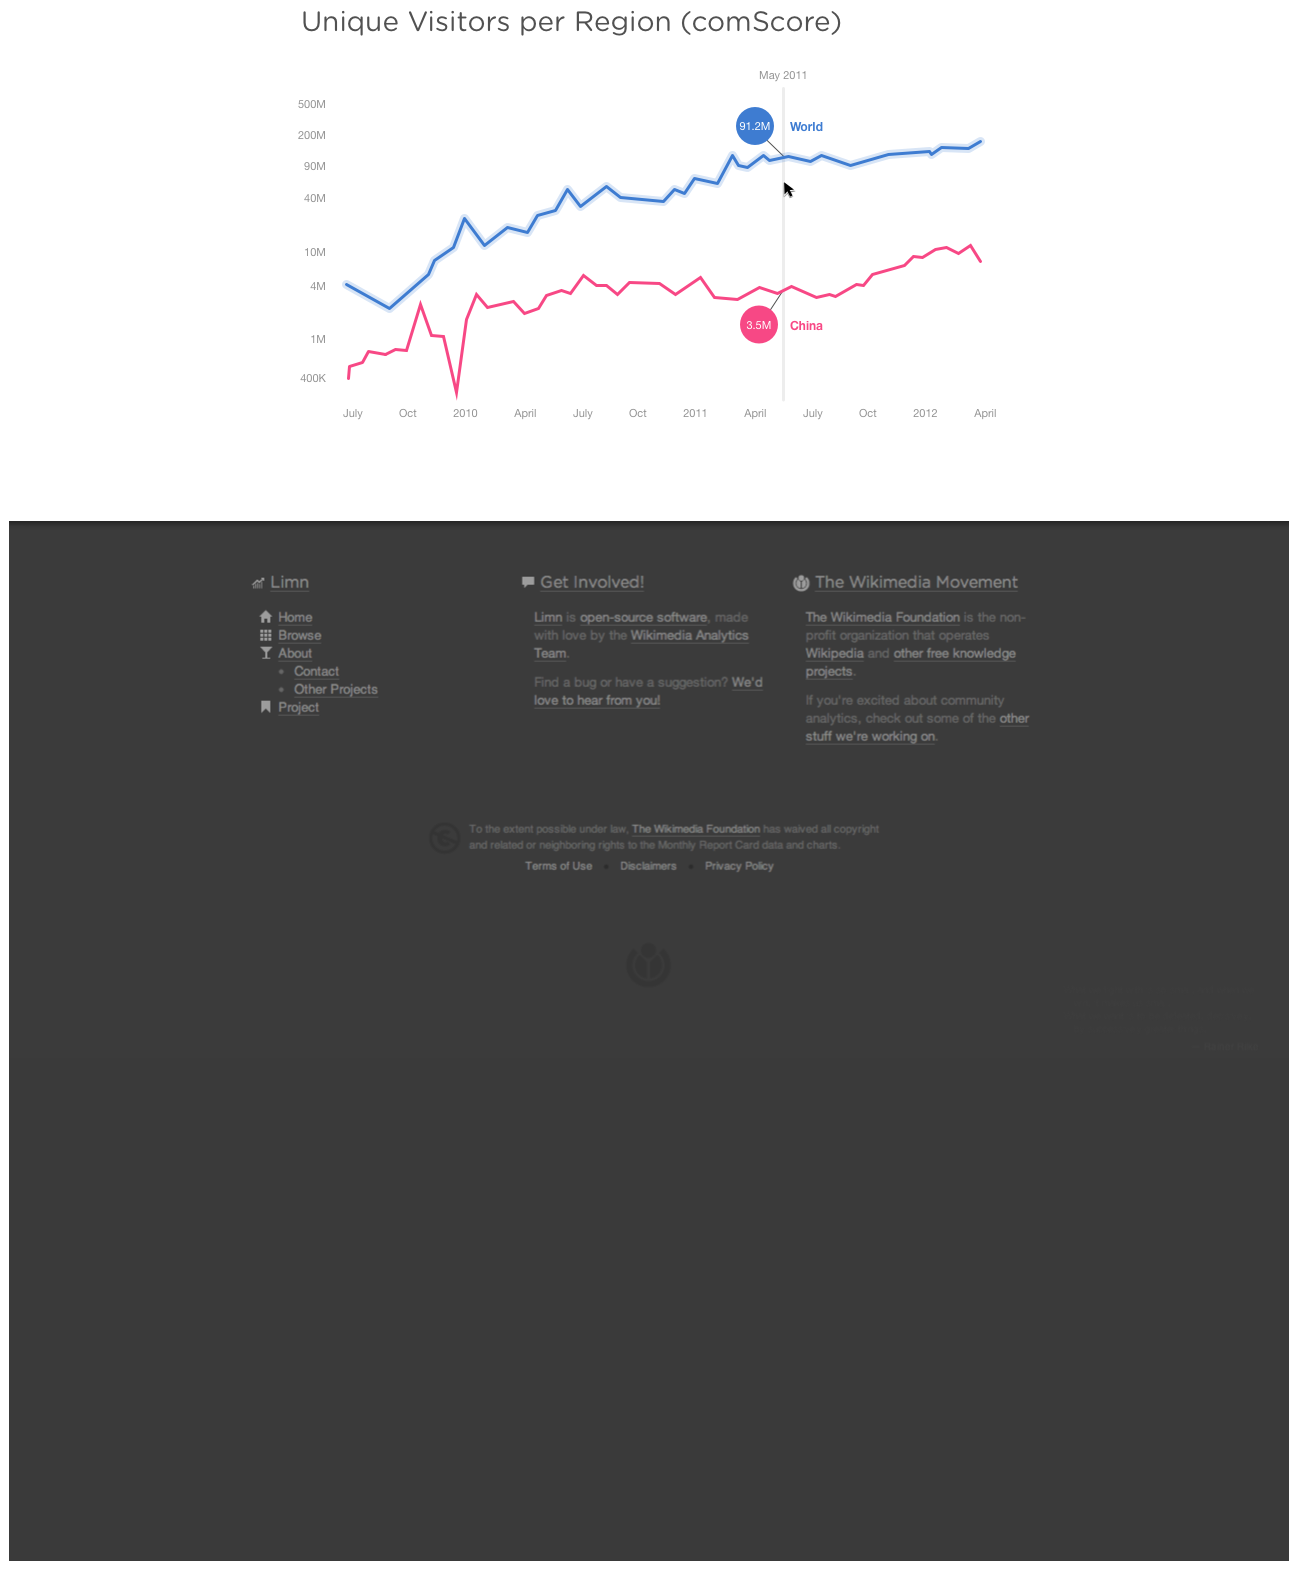 Unique Visitors per Region (comScore)
May 2011
500M
91.2M World
200M
90M
40M
10M
4M
3.5M China
1M
400K
July Oct 2010 April July Oct 2011 April July Oct 2012 April
Limn
Home
Browse
About
Contact
Other Projects
Project
Get Involved!
Limn is open-source software, made
with love by the Wikimedia Analytics
Team.
Find a bug or have a suggestion? We'd
love to hear from you!
The Wikimedia Movement
The Wikimedia Foundation is the non-
profit organization that operates
Wikipedia and other free knowledge
projects.
If you're excited about community
analytics, check out some of the other
stuff we're working on.
To the extent possible under law, The Wikimedia Foundation has waived all copyright
and related or neighboring rights to the Monthly Report Card data and charts.
Terms of Use • Disclaimers • Privacy Policy